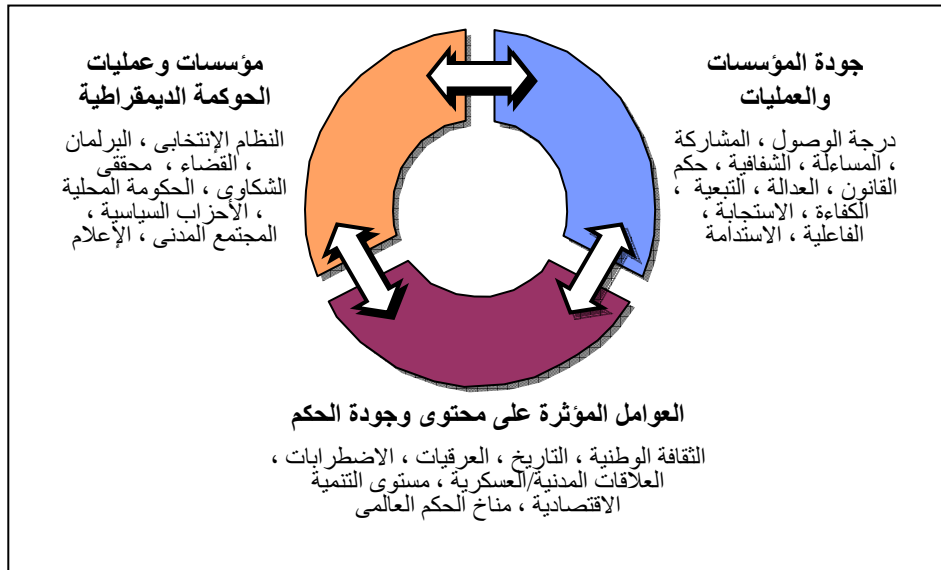 جودة المؤسسات
والعمليات
درجة الوصول ، المشاركة
، المساءلة ، الشفافية ، حكم
القانون ، العدالة ، التبعية ،
الكفاءة ، الاستجابة ،
الفاعلية ، الاستدامة
مؤسسات وعمليات
الحوكمة الديمقراطية
النظام الإنتخابى ، البرلمان
، القضاء ، محققى
الشكاوى ، الحكومة المحلية
، الأحزاب السياسية ،
المجتمع المدنى ، الإعلام
العوامل المؤثرة على محتوى وجودة الحكم
الثقافة الوطنية ، التاريخ ، العرقيات ، الاضطرابات ،
العلاقات المدنية/العسكرية ، مستوى التنمية
الاقتصادية ، مناخ الحكم العالمى